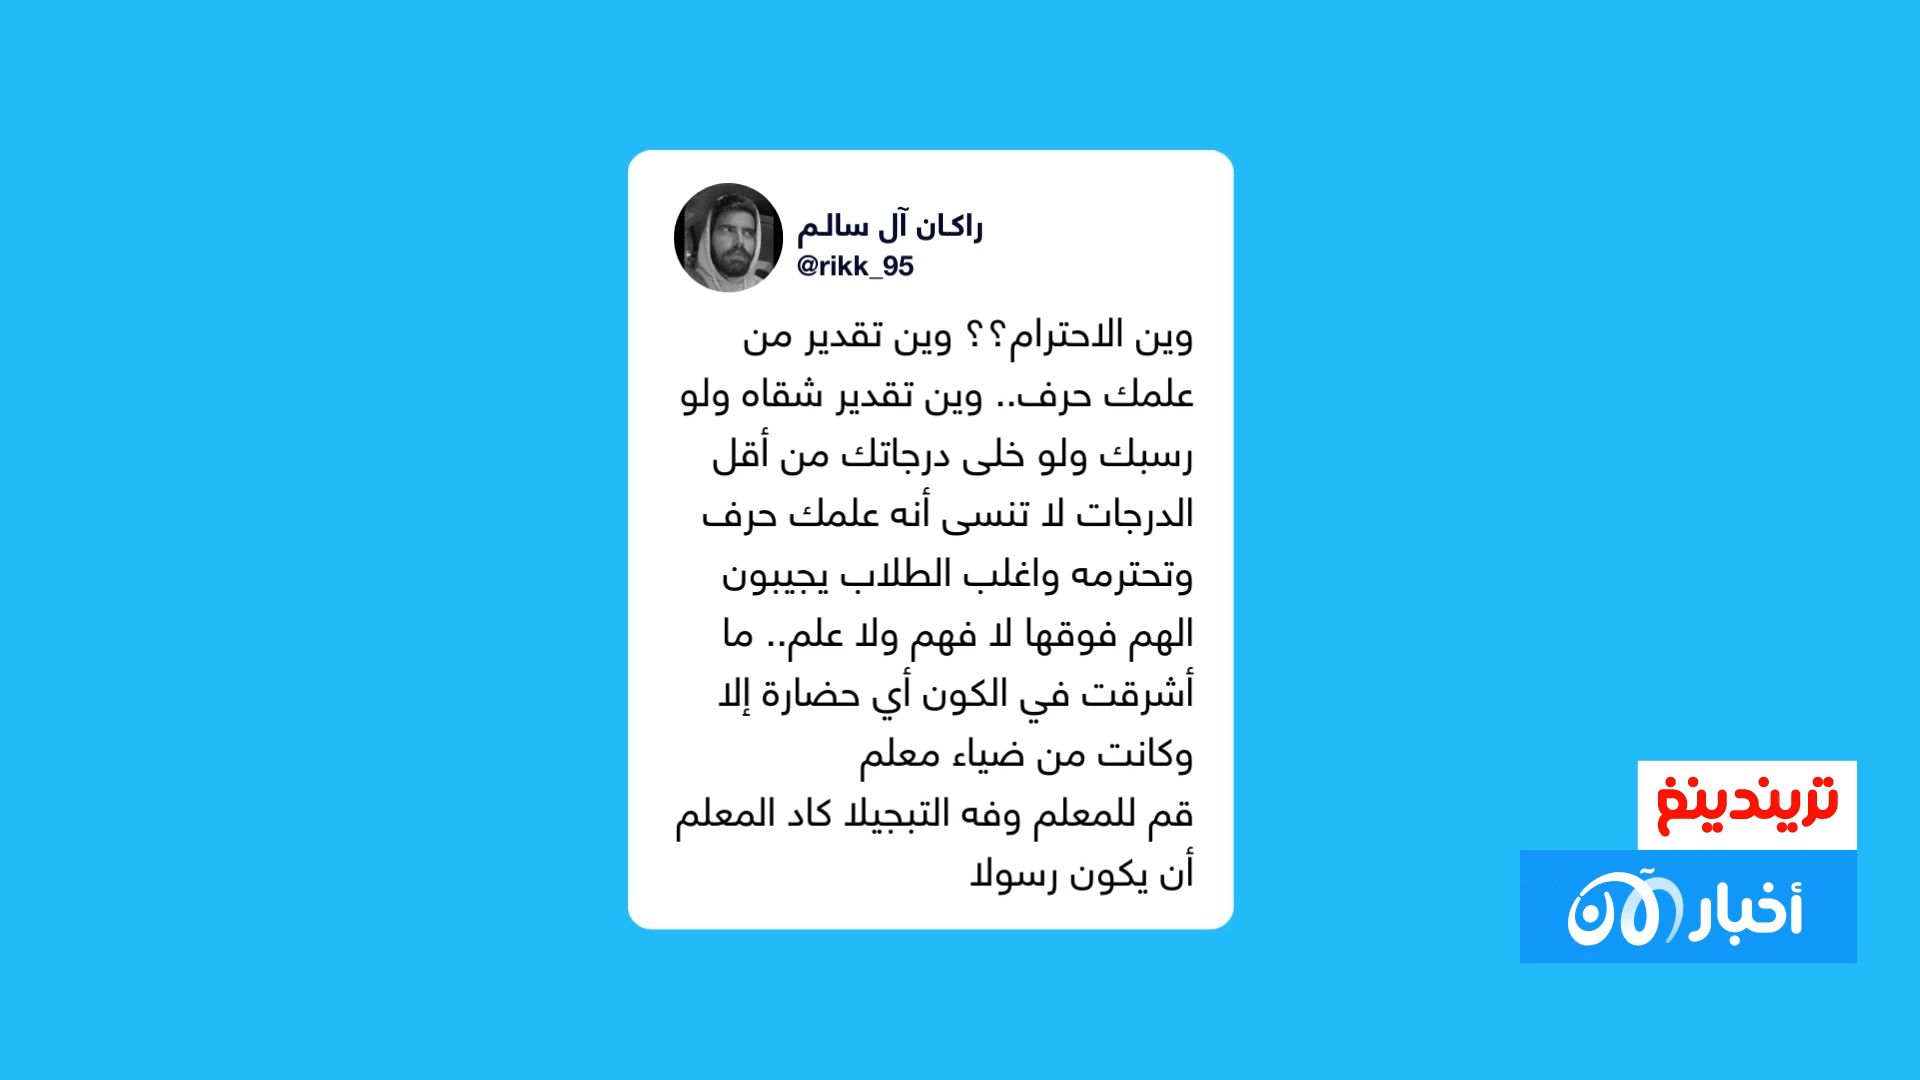 راكان آل سالم
@rikk_95
وين الاحترام؟؟ وين تقدير من
علمك حرف.. وين تقدير شقاه ولو
رسبك ولو خلى درجاتك من أقل
الدرجات لا تنسى أنه علمك حرف
وتحترمه واغلب الطلاب يجيبون
الهم فوقها لا فهم ولا علم.. ما
أشرقت في الكون أي حضارة إلا
وكانت من ضياء معلم
قم للمعلم وفه التبجيلا كاد المعلم
أن يكون رسولا
تريندينغ
أخبار الآن